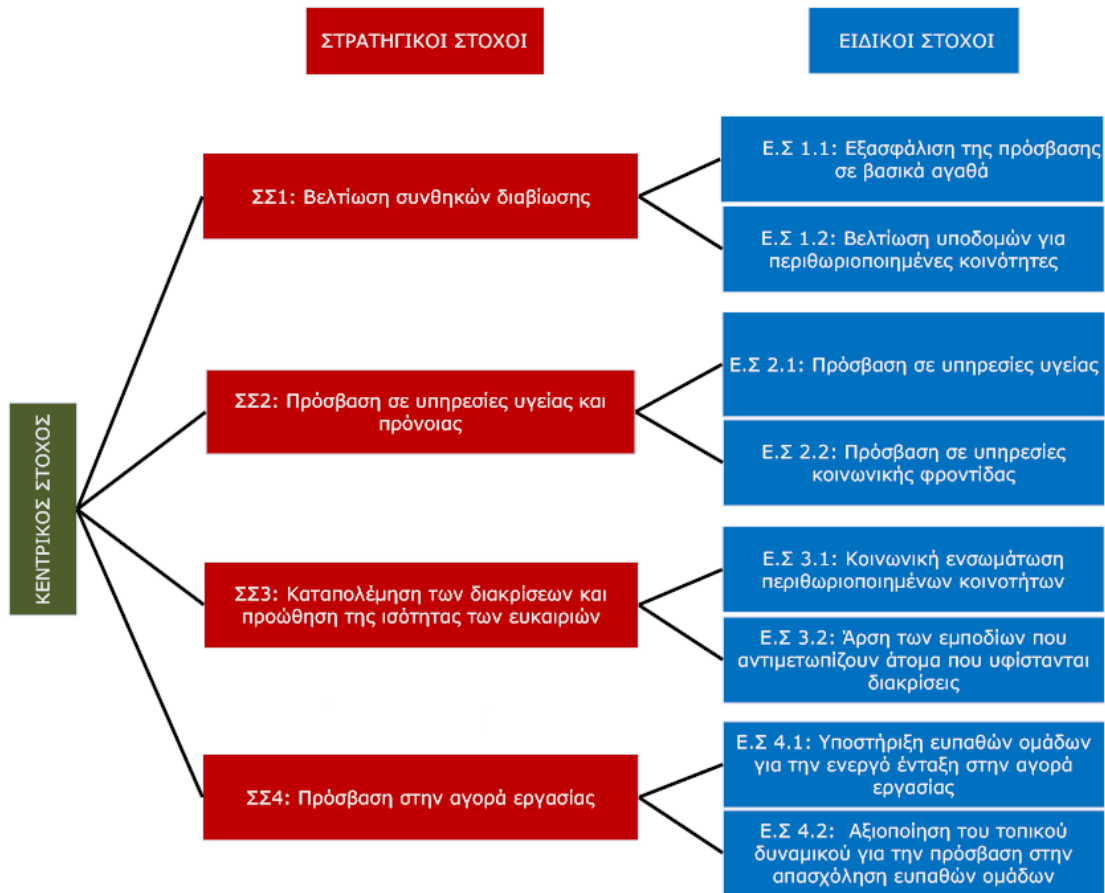 ΣΤΡΑΤΗΓΙΚΟΙ ΣΤΟΧΟΙ
ΕΙΔΙΚΟΙ ΣΤΟΧΟΙ
ΚΕΝΤΡΙΚΟΣ ΣΤΟΧΟΣ
ΣΣ1: Βελτίωση συνθηκών διαβίωσης
Ε.Σ 1.1: Εξασφάλιση της πρόσβασης
σε βασικά αγαθά
Ε.Σ 1.2: Βελτίωση υποδομών για
περιθωριοποιημένες κοινότητες
ΣΣ2: Πρόσβαση σε υπηρεσίες υγείας και
πρόνοιας
Ε.Σ 2.1: Πρόσβαση σε υπηρεσίες υγείας
Ε.Σ 2.2: Πρόσβαση σε υπηρεσίες
κοινωνικής φροντίδας
ΣΣ3: Καταπολέμηση των διακρίσεων και
προώθηση της ισότητας των ευκαιριών
Ε.Σ 3.1: Κοινωνική ενσωμάτωση
περιθωριοποιημένων κοινοτήτων
Ε.Σ 3.2: Άρση των εμποδίων που
αντιμετωπίζουν άτομα που υφίστανται
διακρίσεις
ΣΣ4: Πρόσβαση στην αγορά εργασίας
Ε.Σ 4.1: Υποστήριξη ευπαθών ομάδων
για την ενεργό ένταξη στην αγορά
εργασίας
Ε.Σ 4.2: Αξιοποίηση του τοπικού
δυναμικού για την πρόσβαση στην
απασχόληση ευπαθών ομάδων